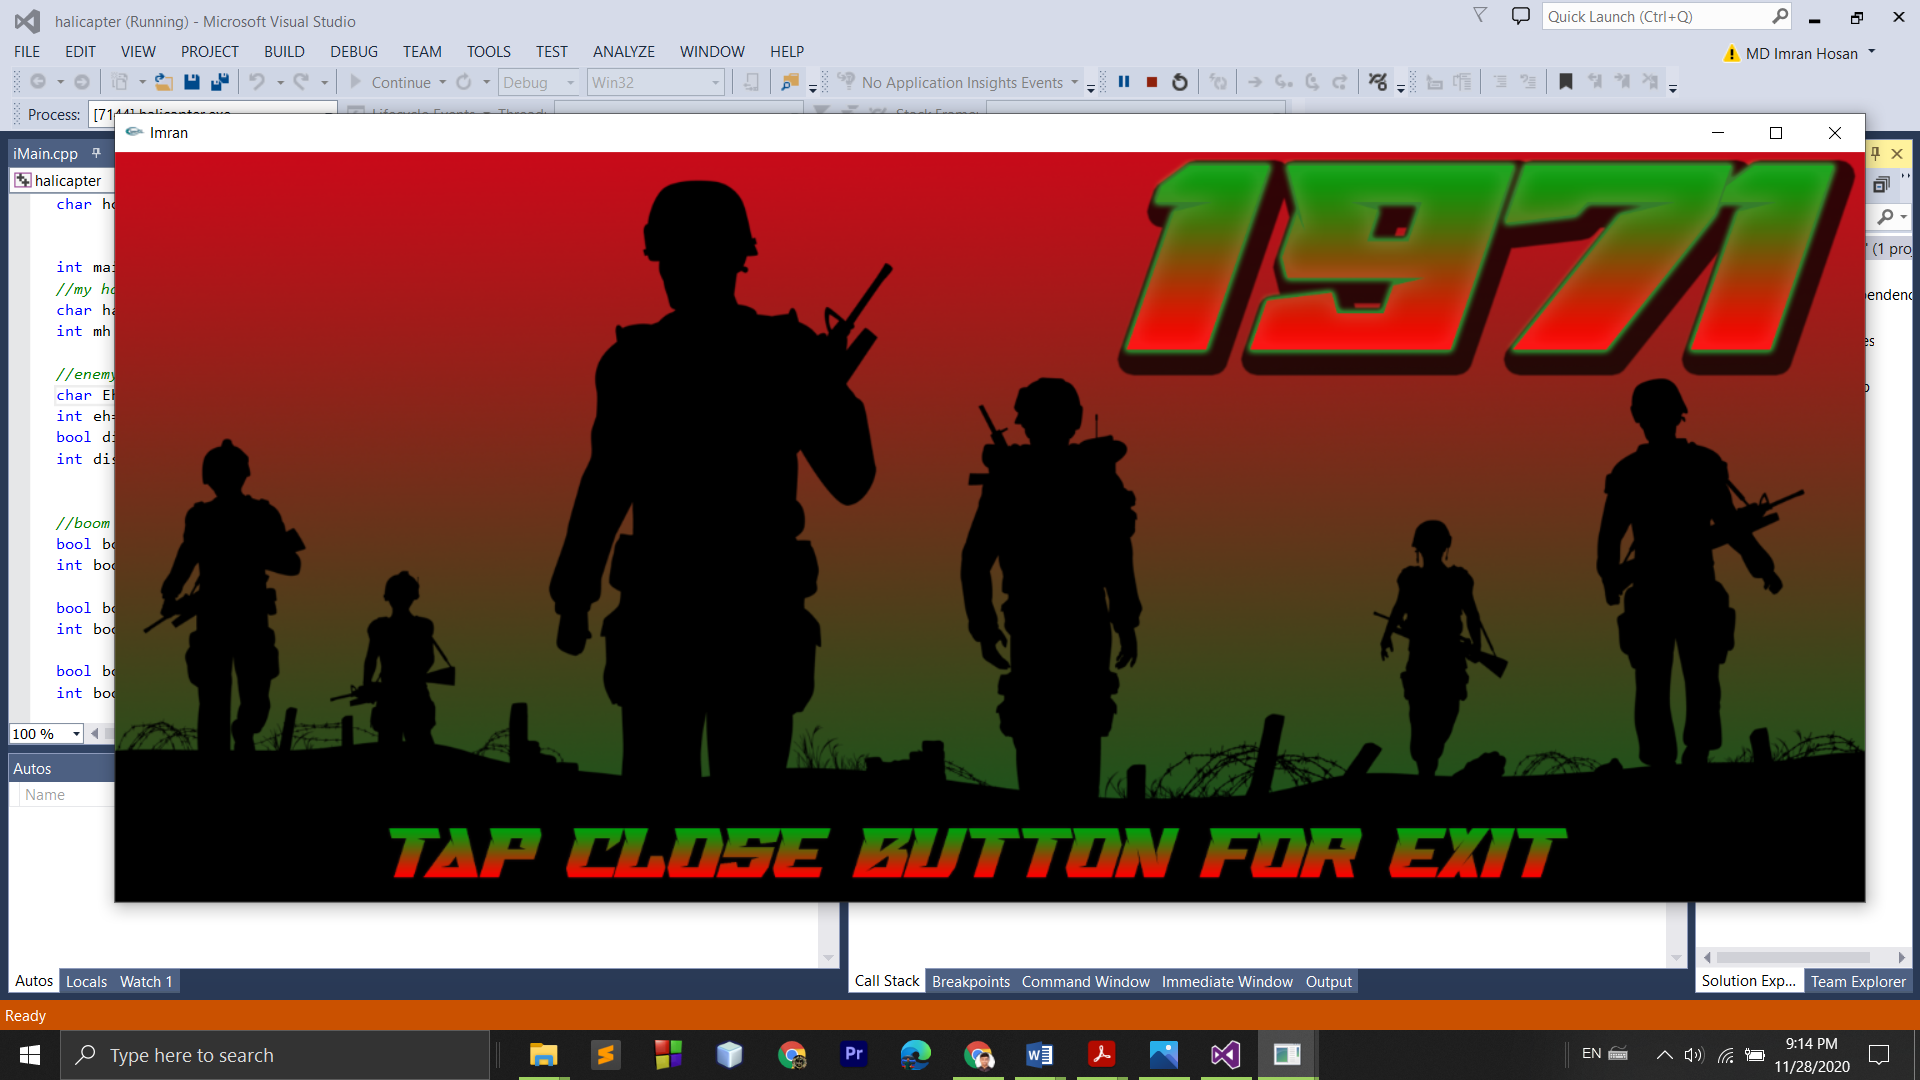 halicapter (Running) - Microsoft Visual Studio
Quick Launch (Ctrl+Q)
FILE EDIT VIEW PROJECT BUILD DEBUG TEAM TOOLS TEST ANALYZE WINDOW HELP
MD Imran Hosan
Continue Debug Win32 No Application Insights Events
Process:
Imran
iMain.cpp
halicapter
(1 proj
char
int
//my
char
int mh
//enemy
char
int
bool
int
//boom
bool
int
bool
int
bool
int
1971
TAP CLOSE BUTTON FOR EXIT
100 %
Autos
Name
Autos Locals Watch 1
Call Stack Breakpoints Command Window Immediate Window Output
Solution Exp... Team Explorer
Ready
Type here to search
Pr
EN
9:14 PM
11/28/2020